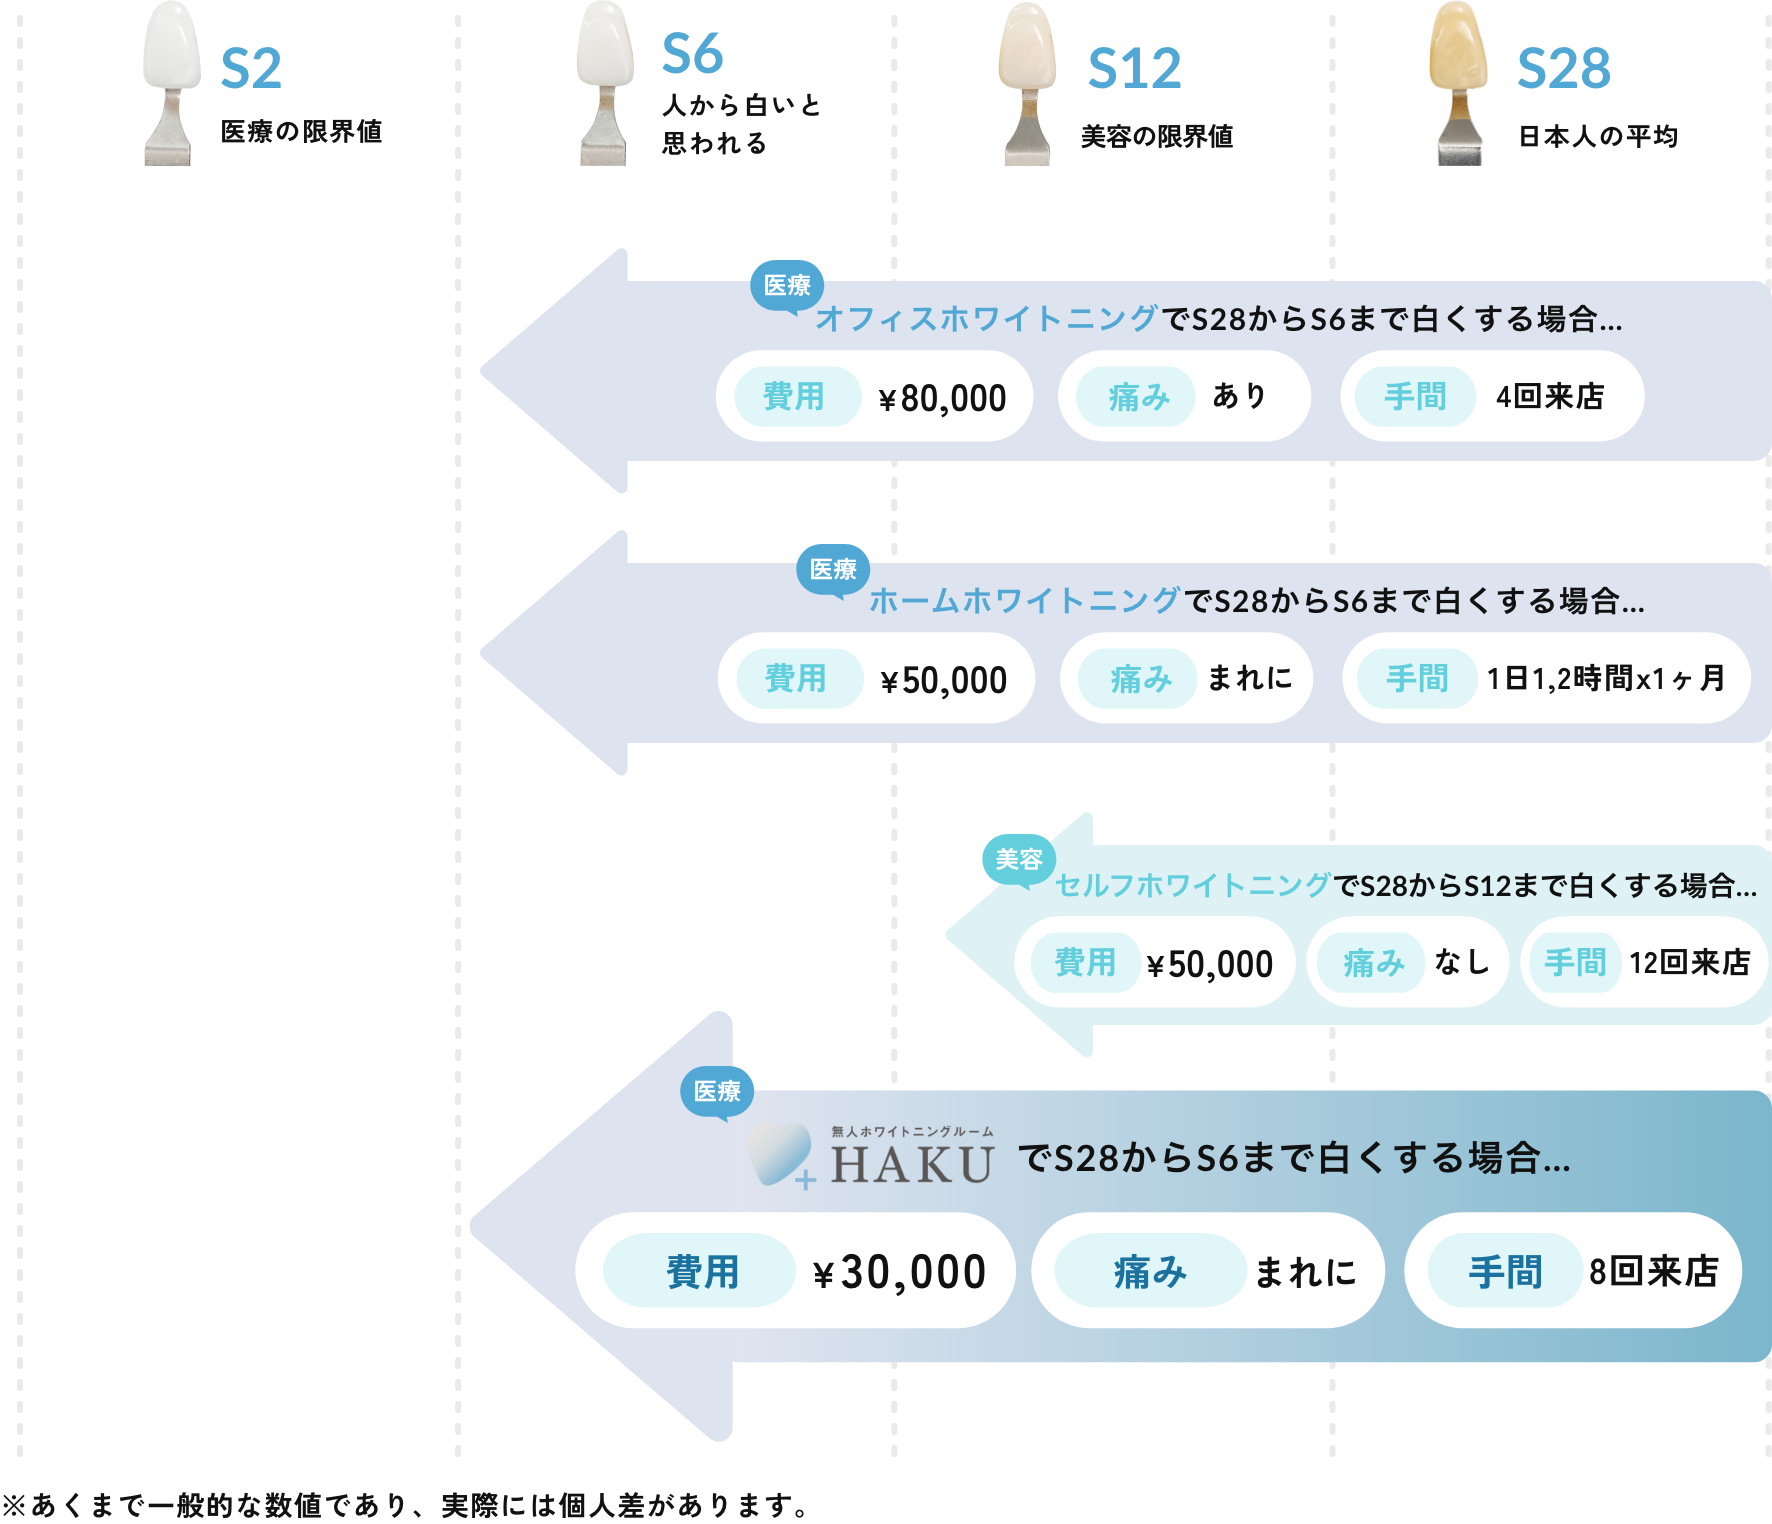 S2
医療の限界値
S6
人から白いと
思われる
S12
美容の限界値
S28
日本人の平均
医療
オフィスホワイトニングでS28からS6まで白くする場合...
費用 ¥80,000 痛み あり 手間 4回来店
医療
ホームホワイトニングでS28からS6まで白くする場合...
費用 ¥50,000 痛み まれに 手間 1日1,2時間x1ヶ月
美容
セルフホワイトニングでS28からS12まで白くする場合...
費用 ¥50,000 痛み なし 手間 12回来店
医療
無人ホワイトニングルーム
HAKU でS28からS6まで白くする場合...
費用 ¥30,000 痛み まれに 手間 8回来店
※あくまで一般的な数値であり、実際には個人差があります。